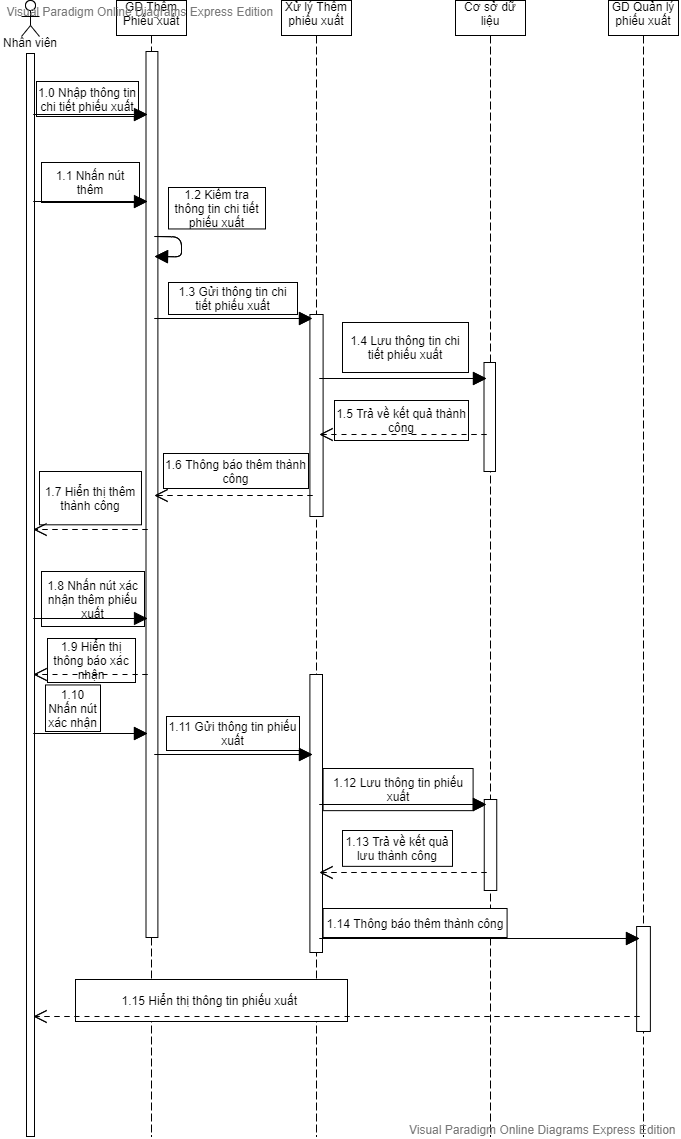 Visual Paradigm Online Diagrams Express Edition
Nhân viên
GD Thêm
Phiếu xuất
Xử lý Thêm
phiếu xuất
Cơ sở dữ
liệu
GD Quản lý
phiếu xuất
1.0 Nhập thông tin
chi tiết phiếu xuất
1.1 Nhấn nút
thêm
1.2 Kiểm tra
thông tin chi tiết
phiếu xuất
1.3 Gửi thông tin chi
tiết phiếu xuất
1.4 Lưu thông tin chi
tiết phiếu xuất
1.5 Trả về kết quả thành
công
1.6 Thông báo thêm thành
công
1.7 Hiển thị thêm
thành công
1.8 Nhấn nút xác
nhận thêm phiếu
xuất
1.9 Hiển thị
thông báo xác
nhận
1.10
Nhấn nút
xác nhận
1.11 Gửi thông tin phiếu
xuất
1.12 Lưu thông tin phiếu
xuất
1.13 Trả về kết quả
lưu thành công
1.14 Thông báo thêm thành công
1.15 Hiển thị thông tin phiếu xuất
Visual Paradigm Online Diagrams Express Edition